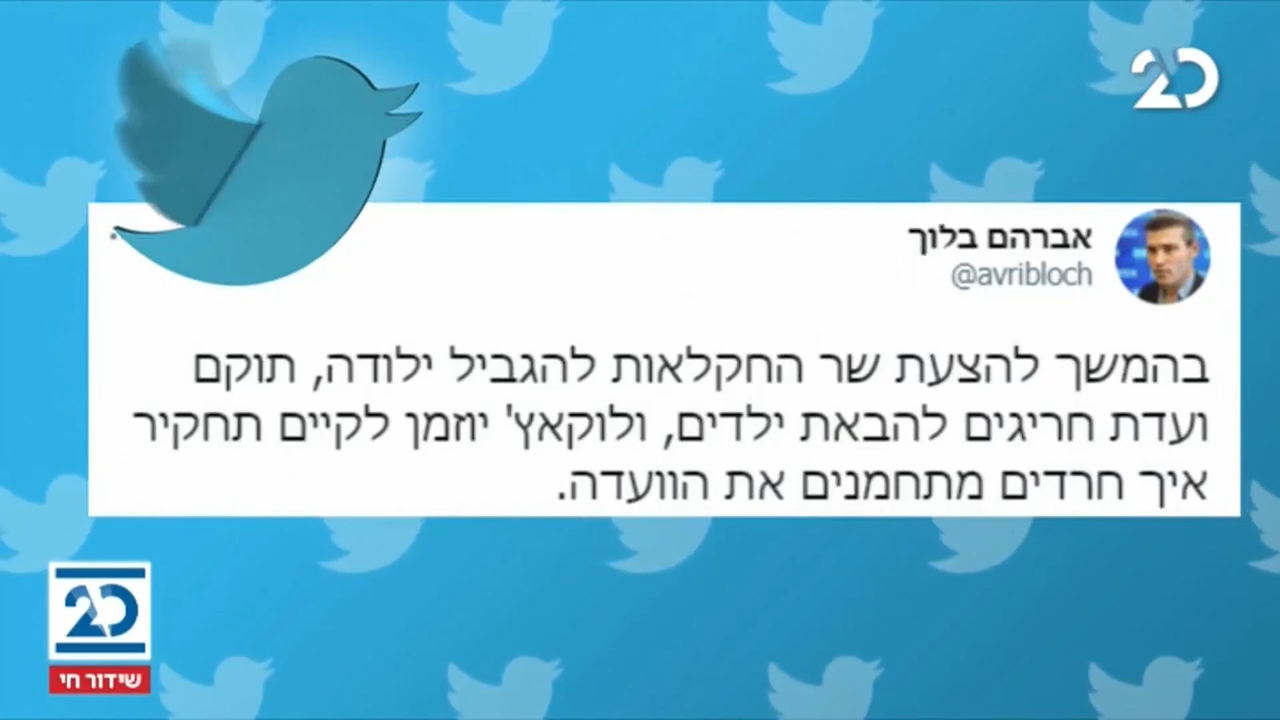 20
אברהם בלוך
@avribloch
בהמשך להצעת שר החקלאות להגביל ילודה, תוקם
ועדת חריגים להבאת ילדים, ולוקאץ' יוזמן לקיים תחקיר
איך חרדים מתחמנים את הוועדה.
20
שידור חי